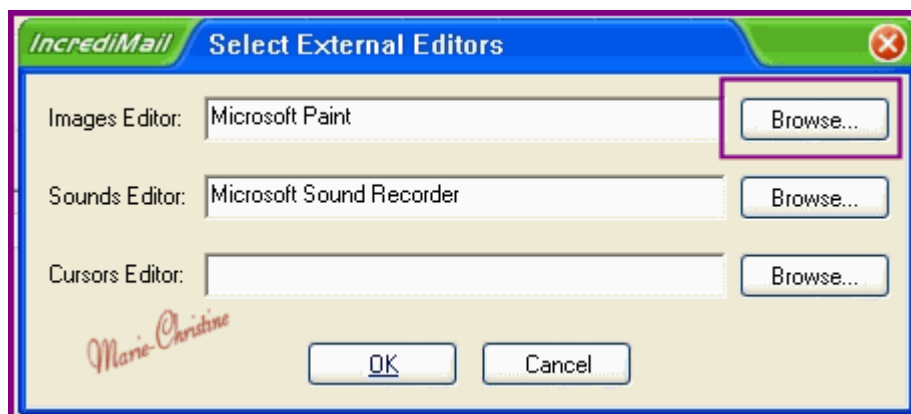 IncrediMail Select External Editors
Images Editor: Microsoft Paint Browse...
Sounds Editor: Microsoft Sound Recorder Browse...
Cursors Editor: Browse...
Marie-Christine
OK Cancel